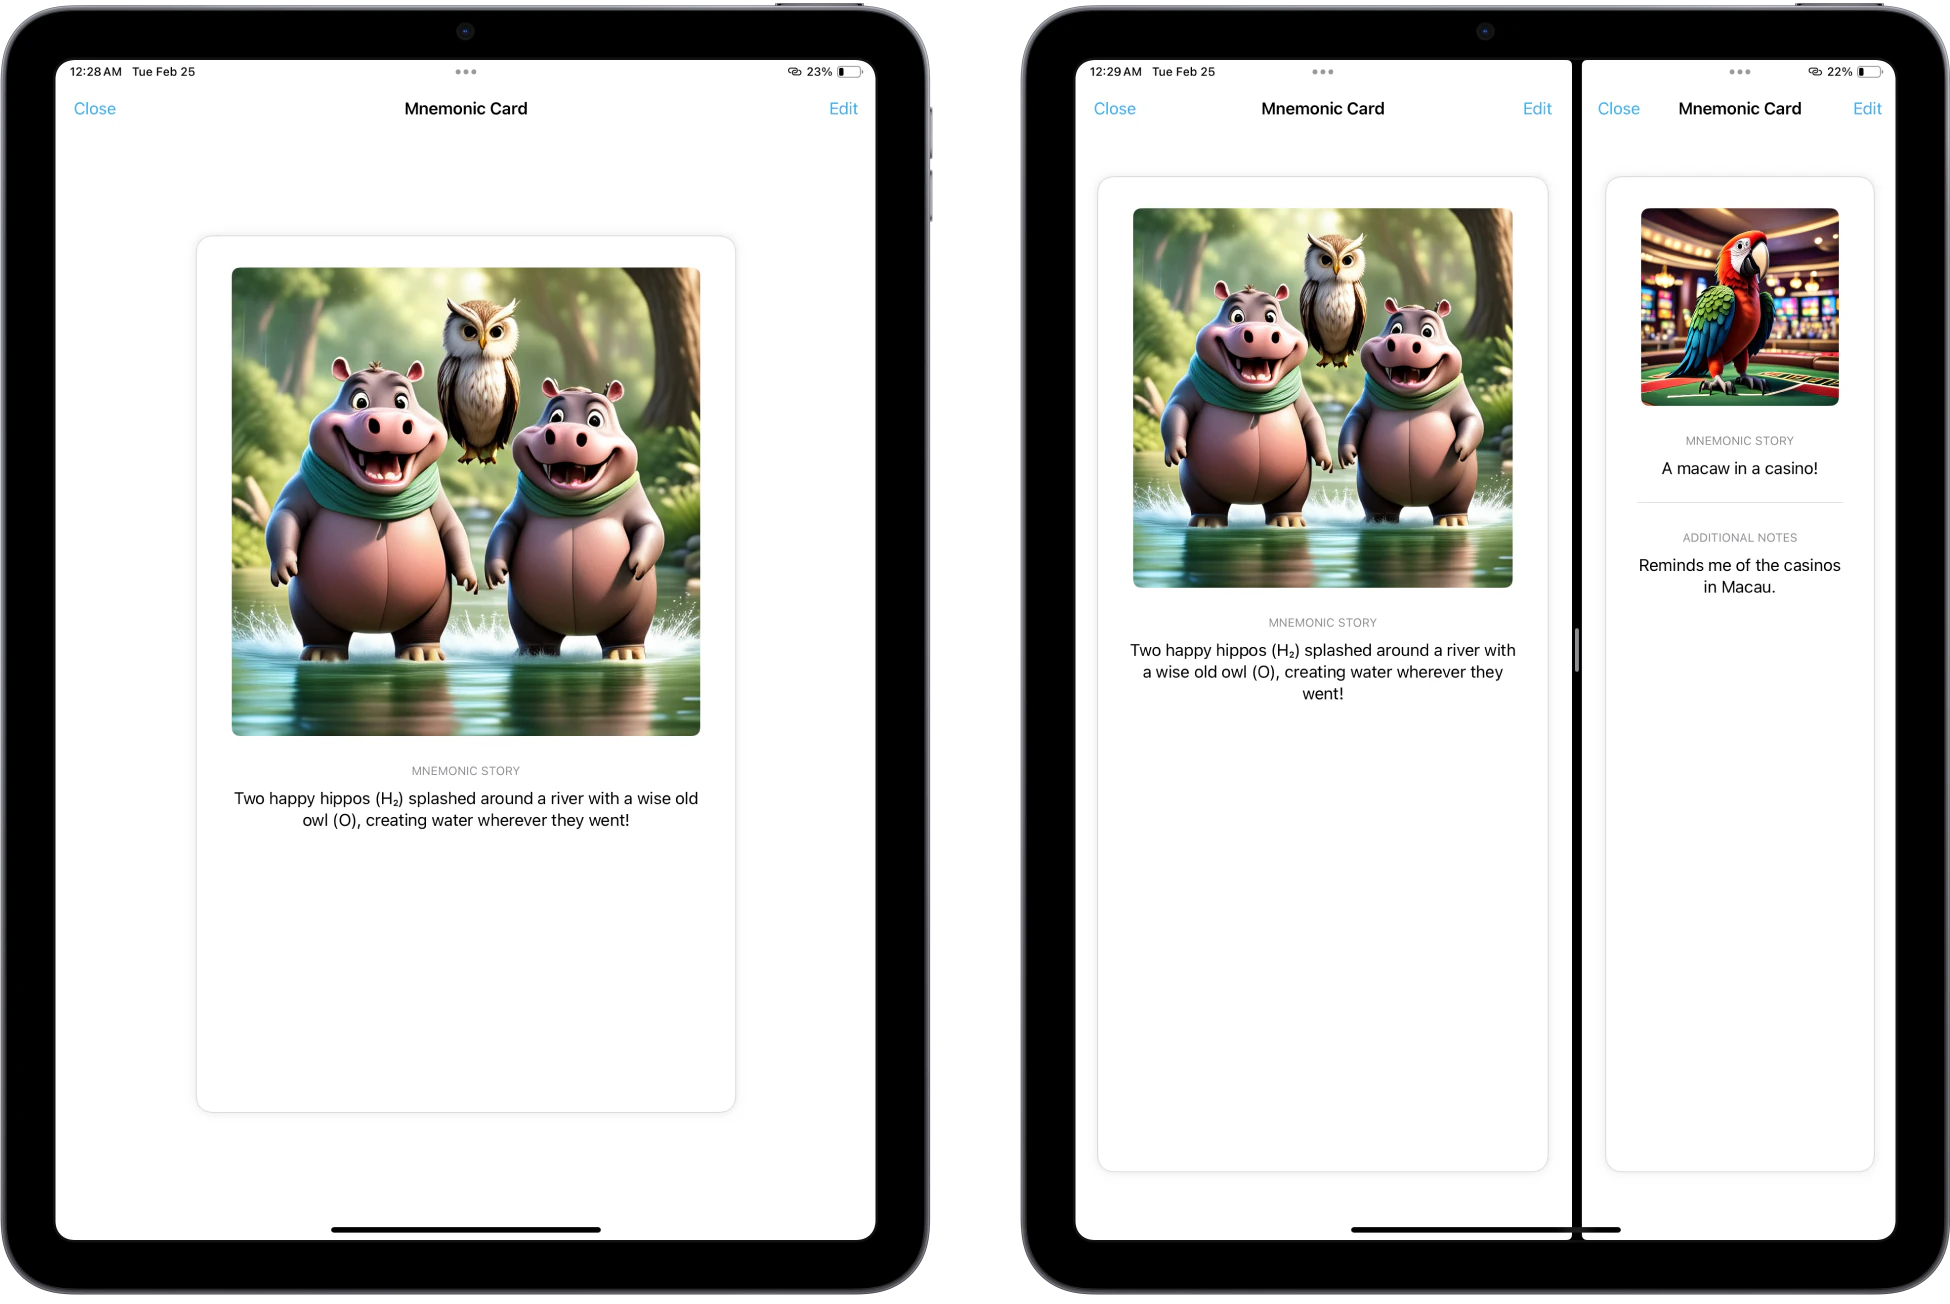 12:28 AM Tue Feb 25
23%
Close
Mnemonic Card
Edit
MNEMONIC STORY
Two happy hippos (H₂) splashed around a river with a wise old
owl (O), creating water wherever they went!
12:29 AM Tue Feb 25
Close
Mnemonic Card
Edit
MNEMONIC STORY
Two happy hippos (H₂) splashed around a river with
a wise old owl (O), creating water wherever they
went!
22%
Close
Mnemonic Card
Edit
MNEMONIC STORY
A macaw in a casino!
ADDITIONAL NOTES
Reminds me of the casinos
in Macau.